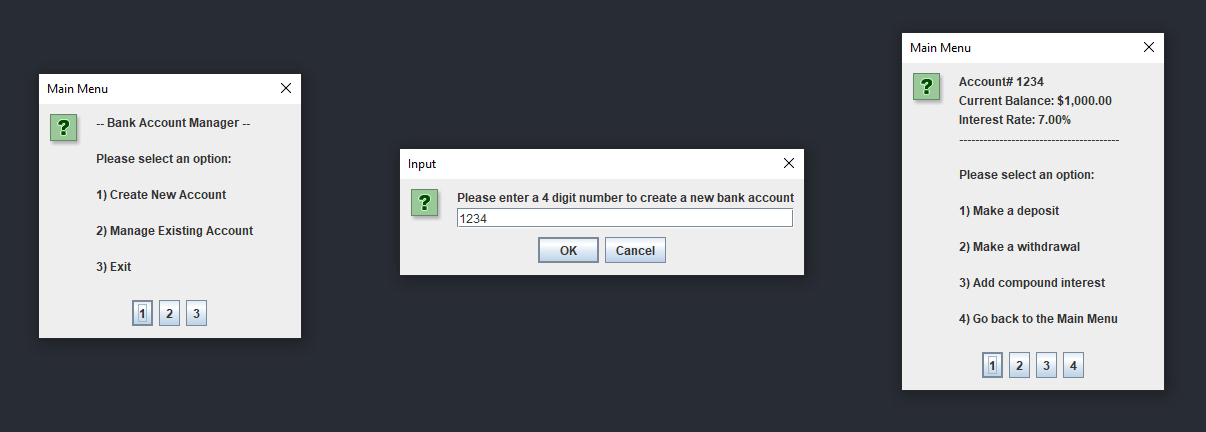 Main Menu
-- Bank Account Manager --
Please select an option:
1) Create New Account
2) Manage Existing Account
3) Exit
1 2 3
Input
Please enter a 4 digit number to create a new bank account
1234
OK Cancel
Main Menu
Account# 1234
Current Balance: $1,000.00
Interest Rate: 7.00%
----------------------------------------
Please select an option:
1) Make a deposit
2) Make a withdrawal
3) Add compound interest
4) Go back to the Main Menu
1 2 3 4